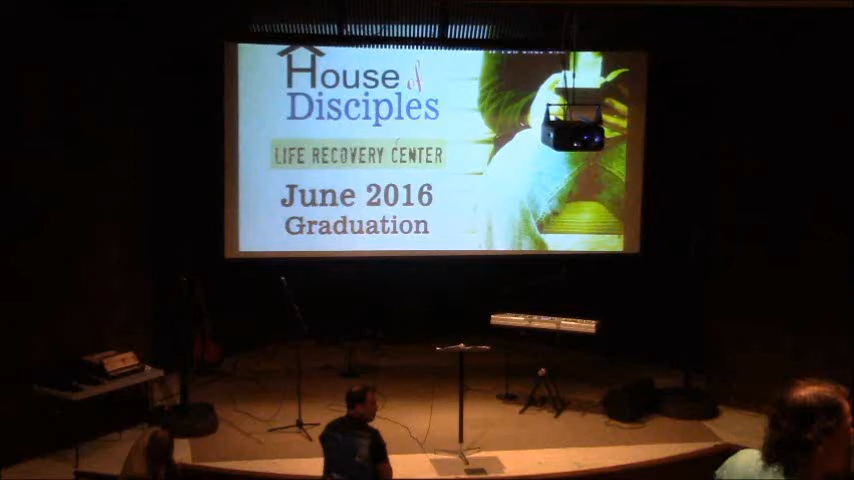 House of
Disciples
LIFE RECOVERY CENTER
June 2016
Graduation